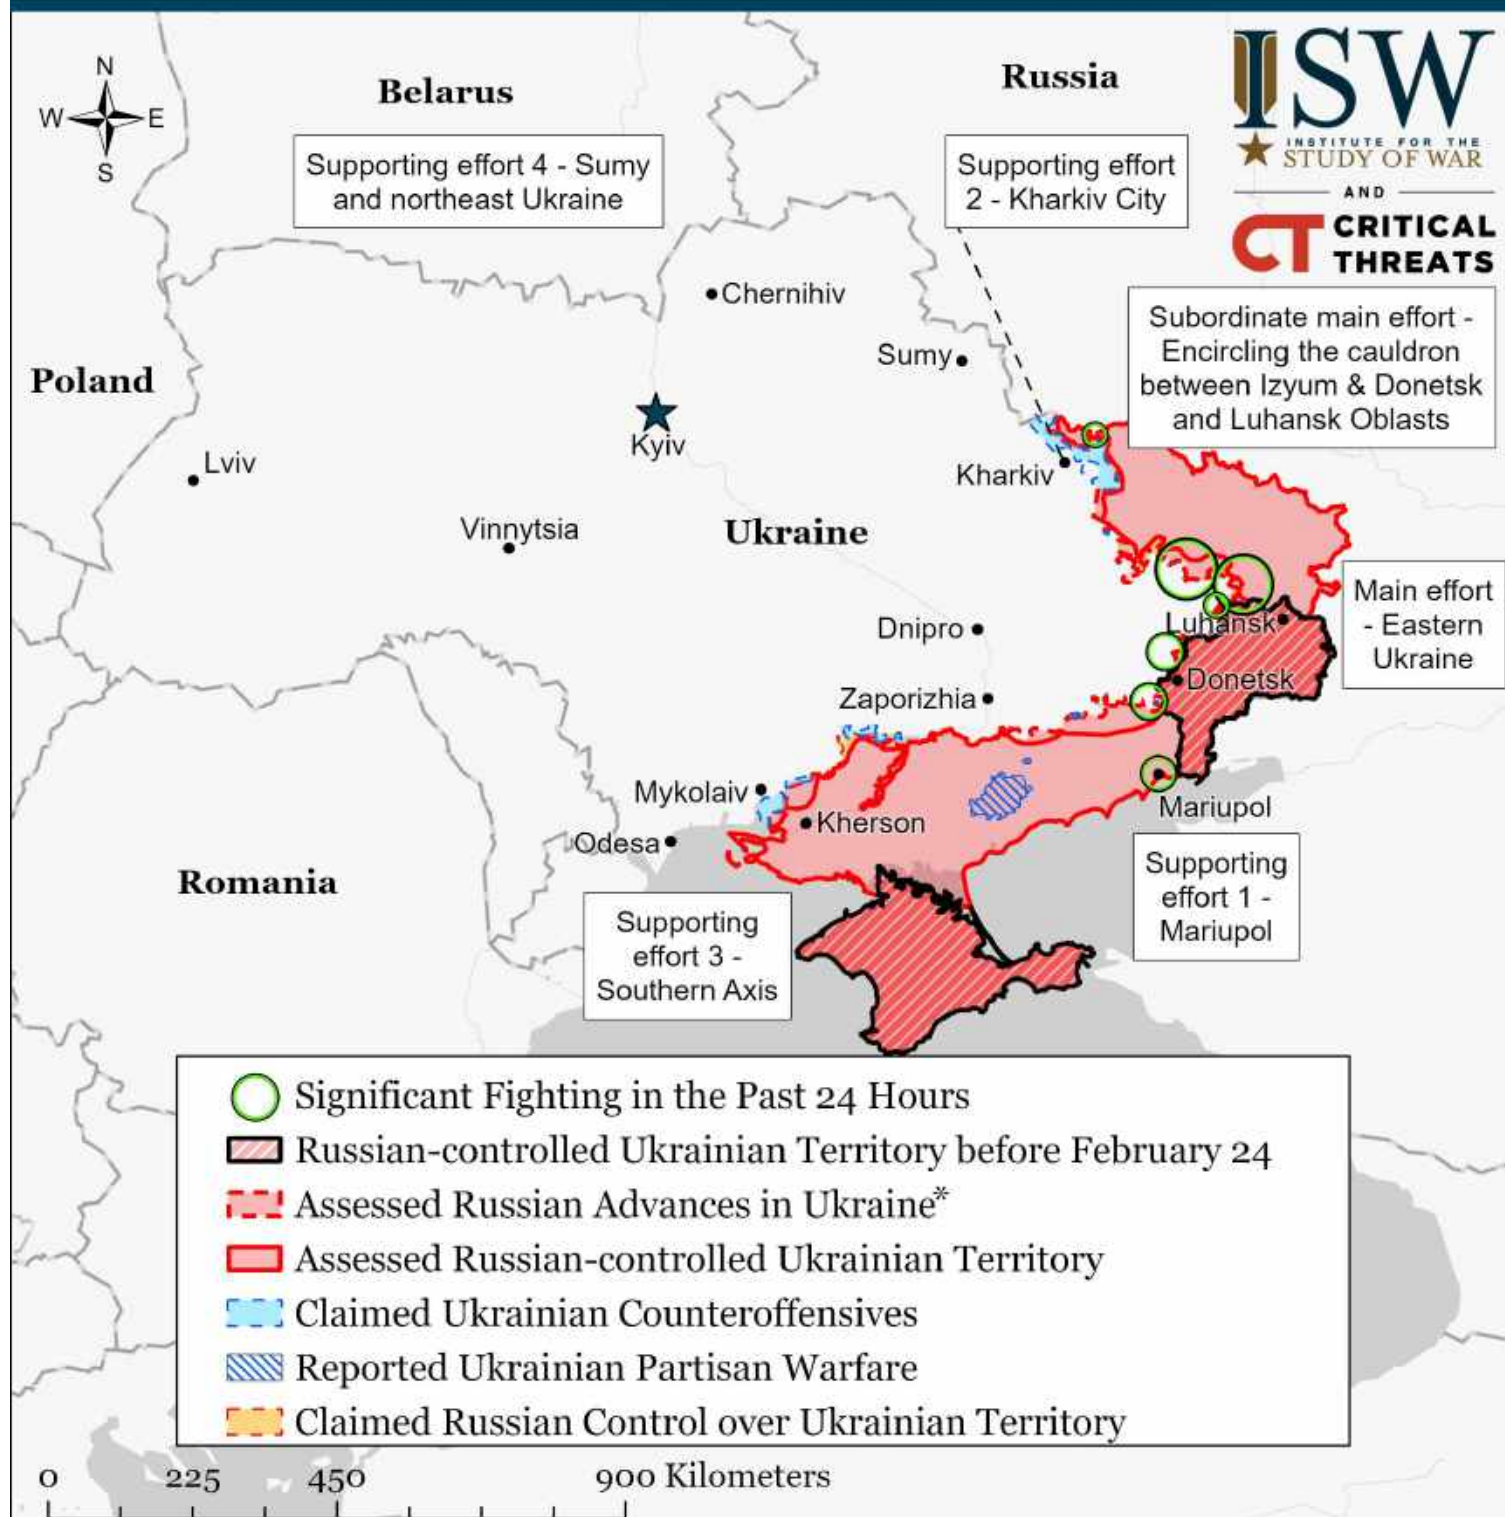 N
W
E
S
Belarus
Russia
ISW
INSTITUTE FOR THE
STUDY OF WAR
AND
CT CRITICAL
THREATS
Supporting effort 4 - Sumy
and northeast Ukraine
Supporting effort
2 - Kharkiv City
Subordinate main effort -
Encircling the cauldron
between Izyum & Donetsk
and Luhansk Oblasts
Chernihiv
Sumy
Poland
Kyiv
Lviv
Kharkiv
Vinnytsia
Ukraine
Main effort
- Eastern
Ukraine
Dnipro
Luhansk
Donetsk
Zaporizhia
Mykolaiv
Mariupol
Kherson
Odesa
Romania
Supporting
effort 1 -
Mariupol
Supporting
effort 3 -
Southern Axis
Significant Fighting in the Past 24 Hours
Russian-controlled Ukrainian Territory before February 24
Assessed Russian Advances in Ukraine*
Assessed Russian-controlled Ukrainian Territory
Claimed Ukrainian Counteroffensives
Reported Ukrainian Partisan Warfare
Claimed Russian Control over Ukrainian Territory
0 225 450 900 Kilometers